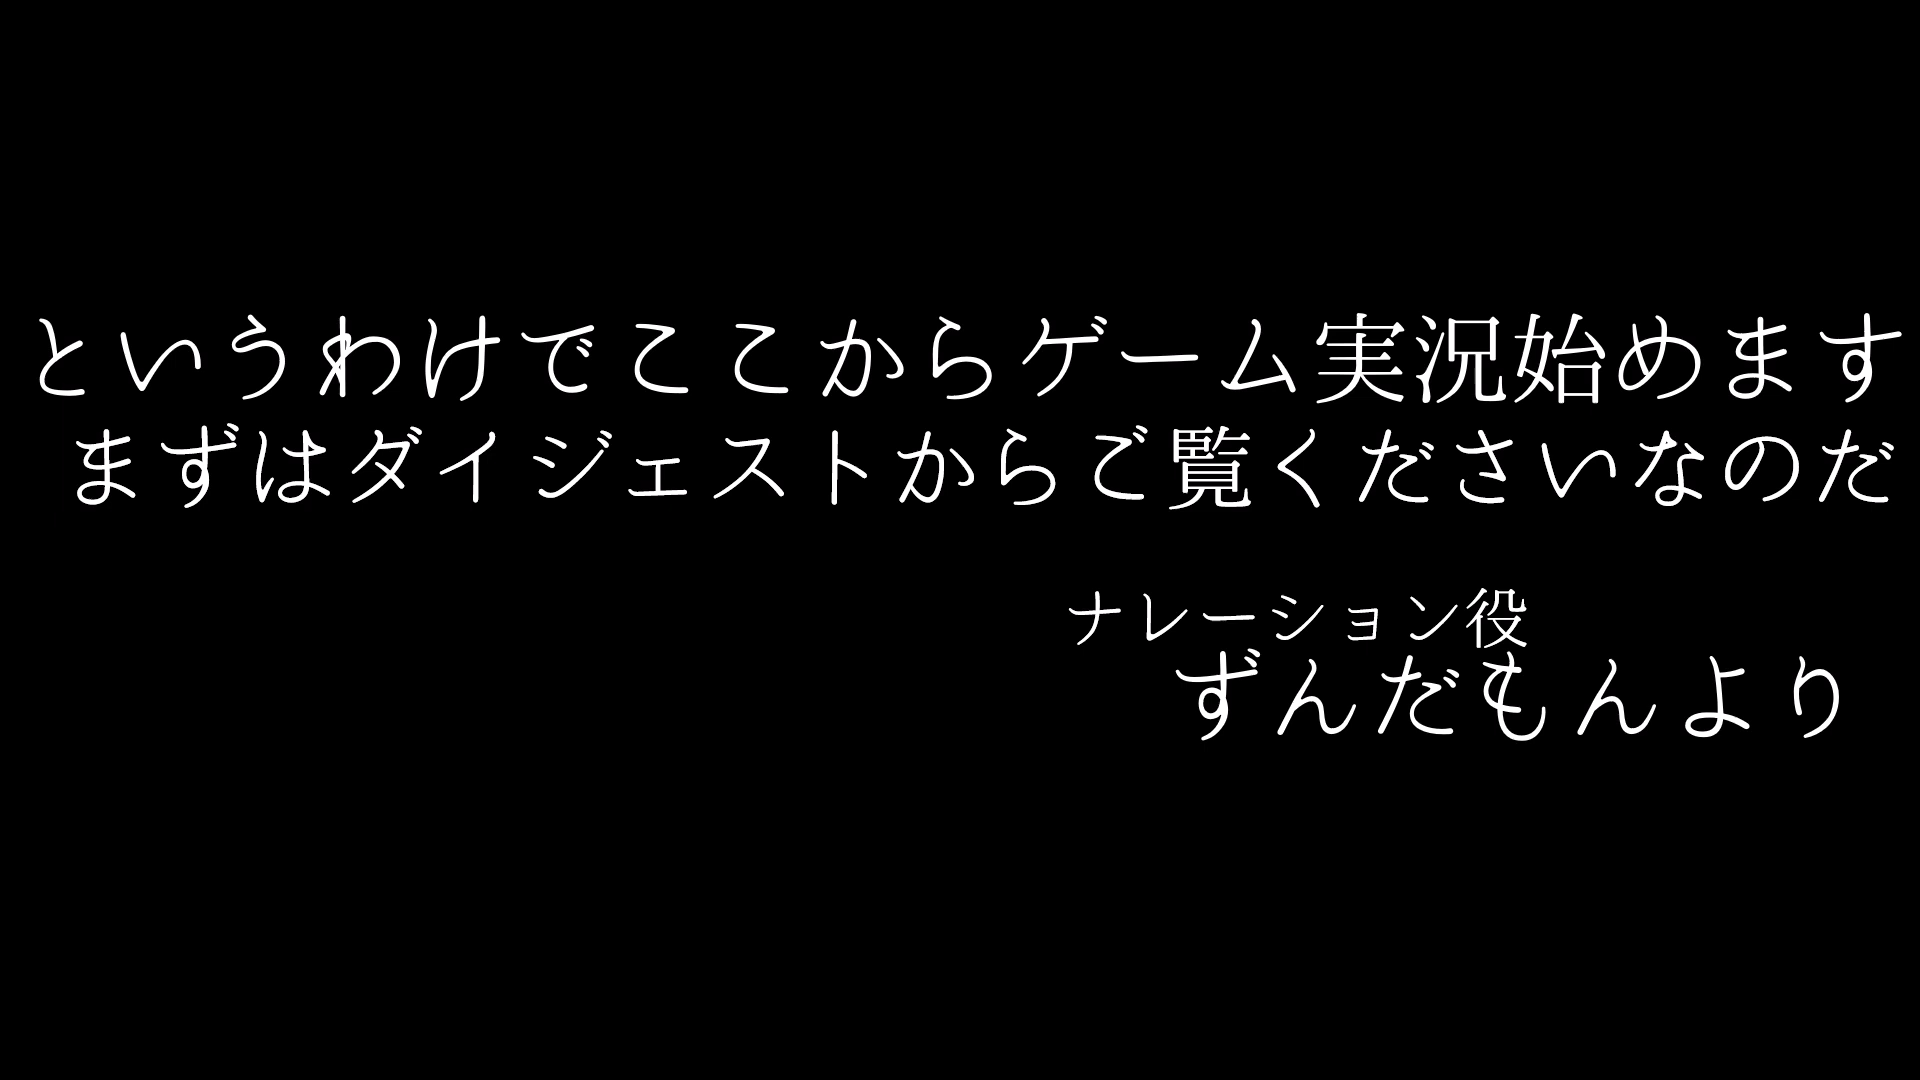 というわけでここからゲーム実況始めます
まずはダイジェストからご覧くださいなのだ
ナレーション役
ずんだもんより